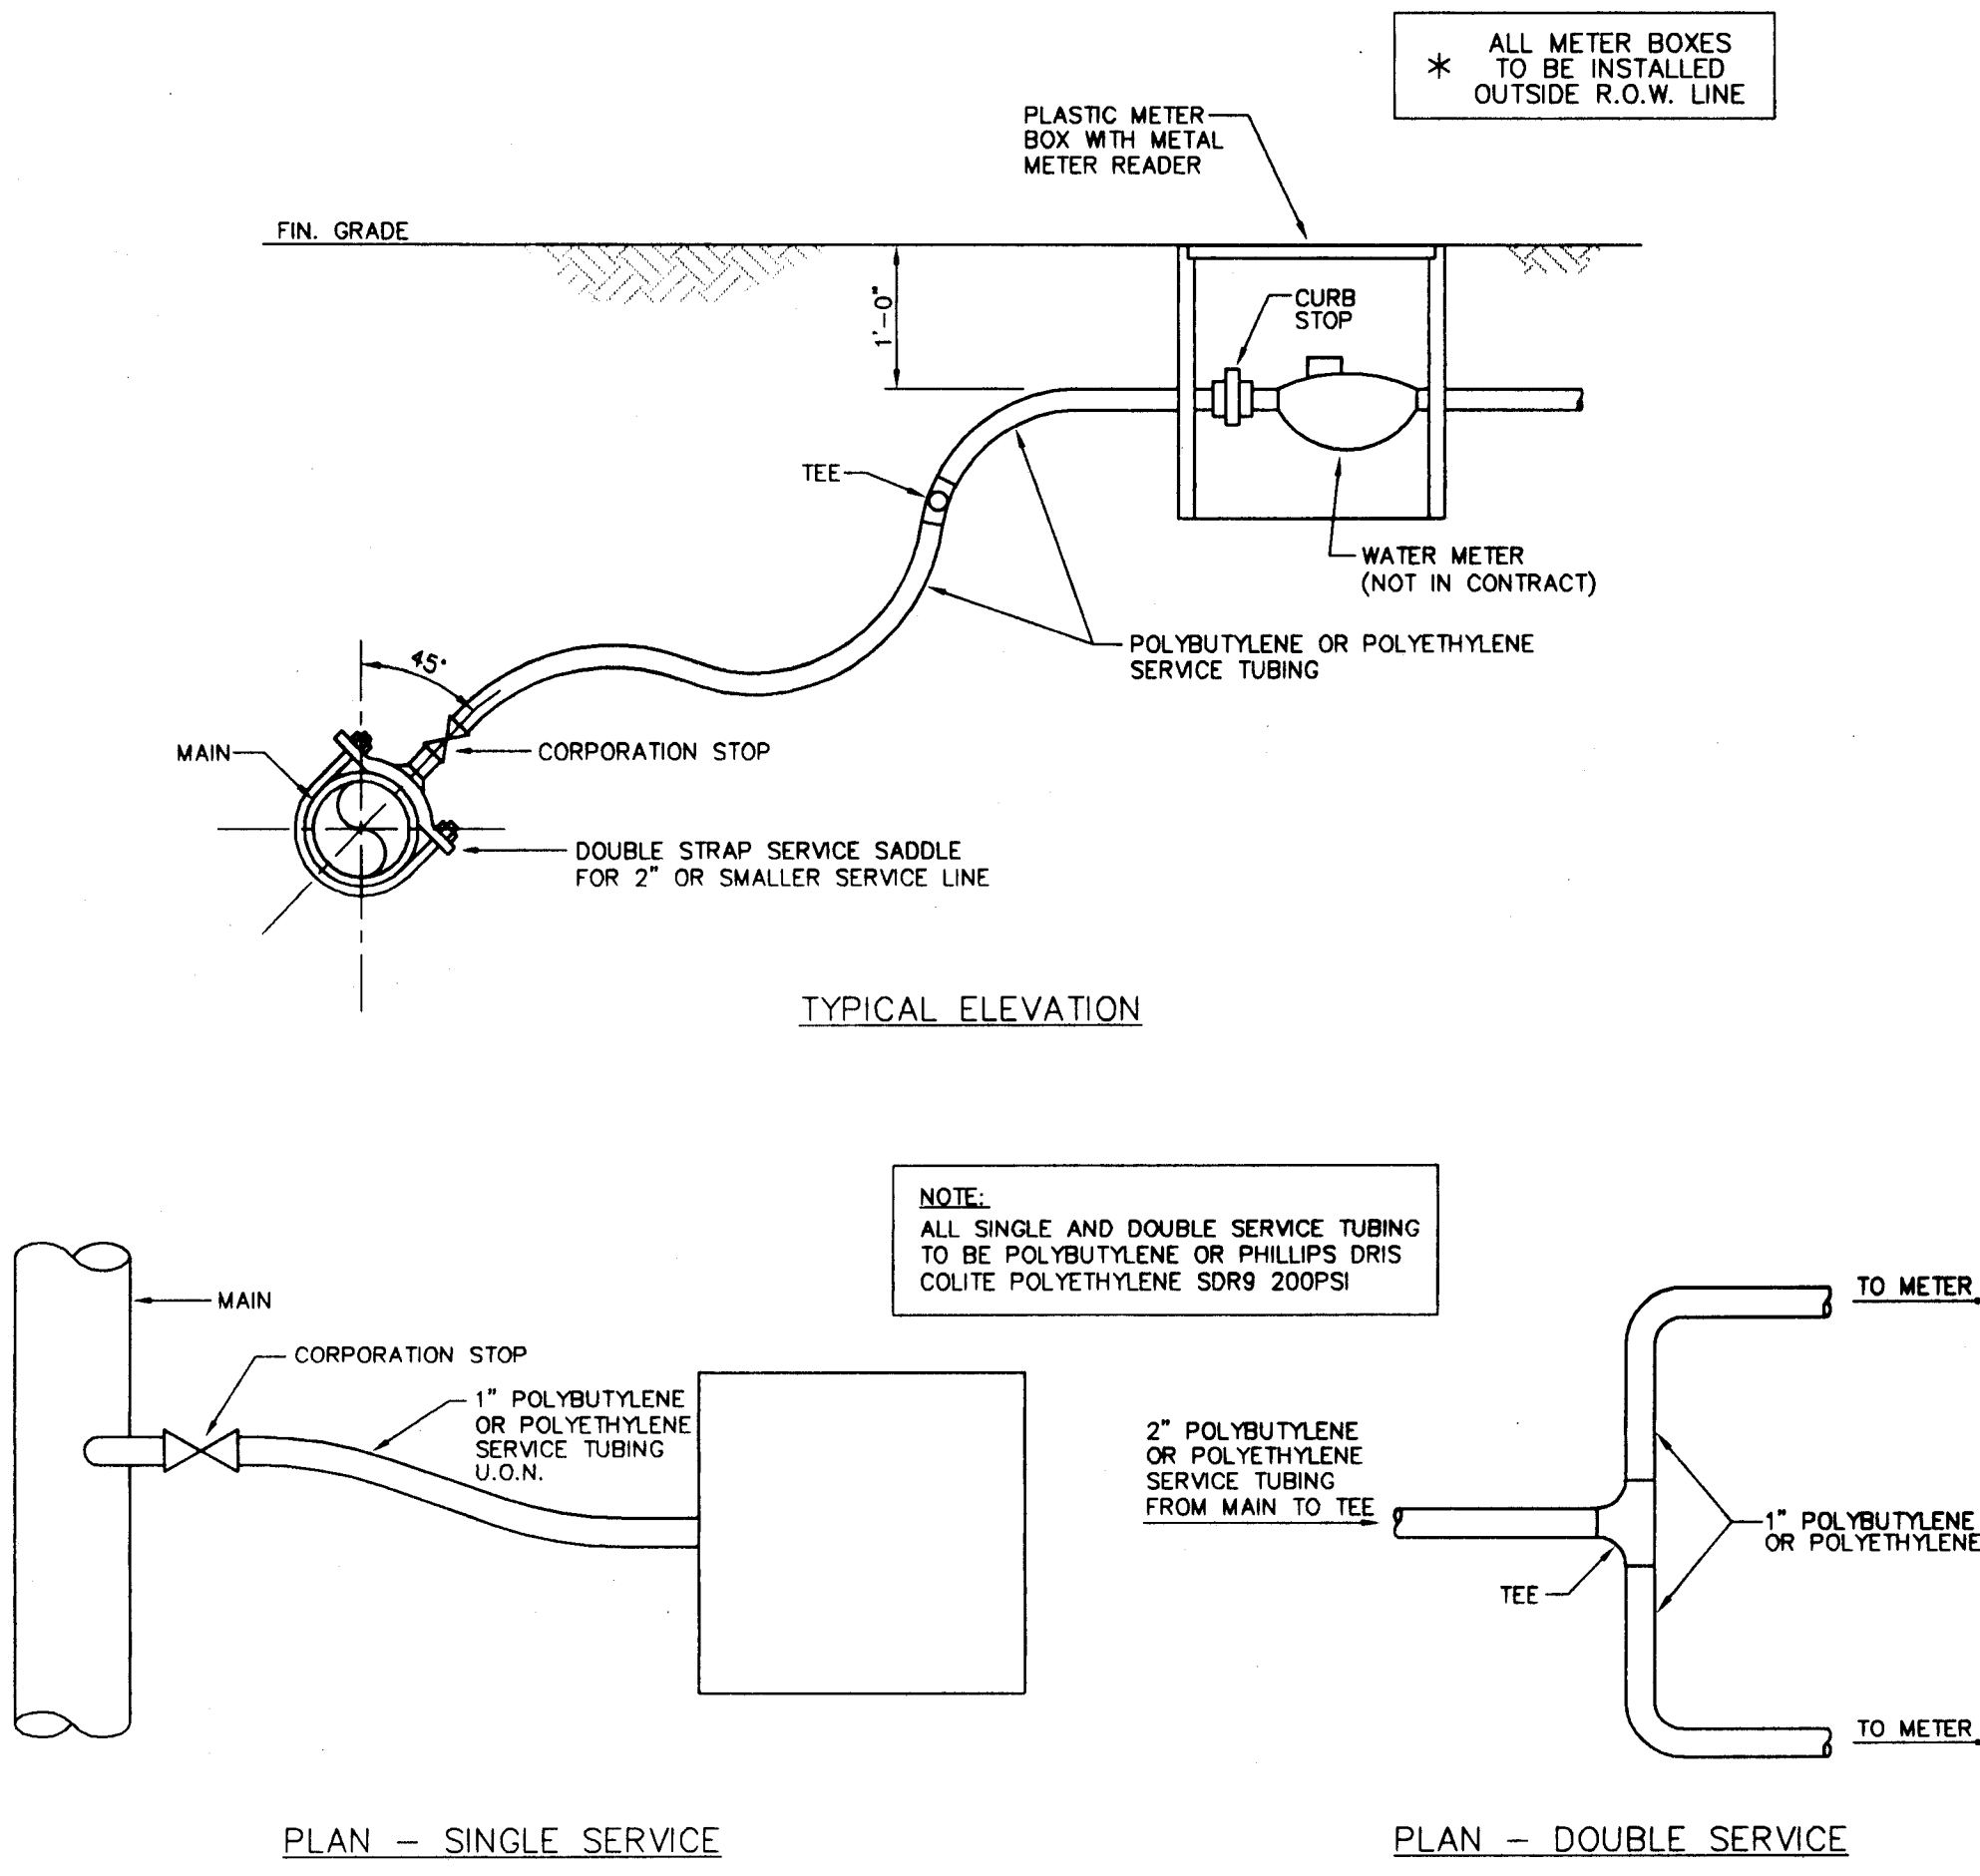 * ALL METER BOXES
TO BE INSTALLED
OUTSIDE R.O.W. LINE
PLASTIC METER
BOX WITH METAL
METER READER
FIN. GRADE
1'-0"
CURB
STOP
TEE
WATER METER
(NOT IN CONTRACT)
POLYBUTYLENE OR POLYETHYLENE
SERVICE TUBING
45°
MAIN
CORPORATION STOP
DOUBLE STRAP SERVICE SADDLE
FOR 2" OR SMALLER SERVICE LINE
TYPICAL ELEVATION
NOTE:
ALL SINGLE AND DOUBLE SERVICE TUBING
TO BE POLYBUTYLENE OR PHILLIPS DRIS
COLITE POLYETHYLENE SDR9 200PSI
MAIN
CORPORATION STOP
1" POLYBUTYLENE
OR POLYETHYLENE
SERVICE TUBING
U.O.N.
PLAN - SINGLE SERVICE
TO METER
2" POLYBUTYLENE
OR POLYETHYLENE
SERVICE TUBING
FROM MAIN TO TEE
1" POLYBUTYLENE
OR POLYETHYLENE
TEE
TO METER
PLAN - DOUBLE SERVICE